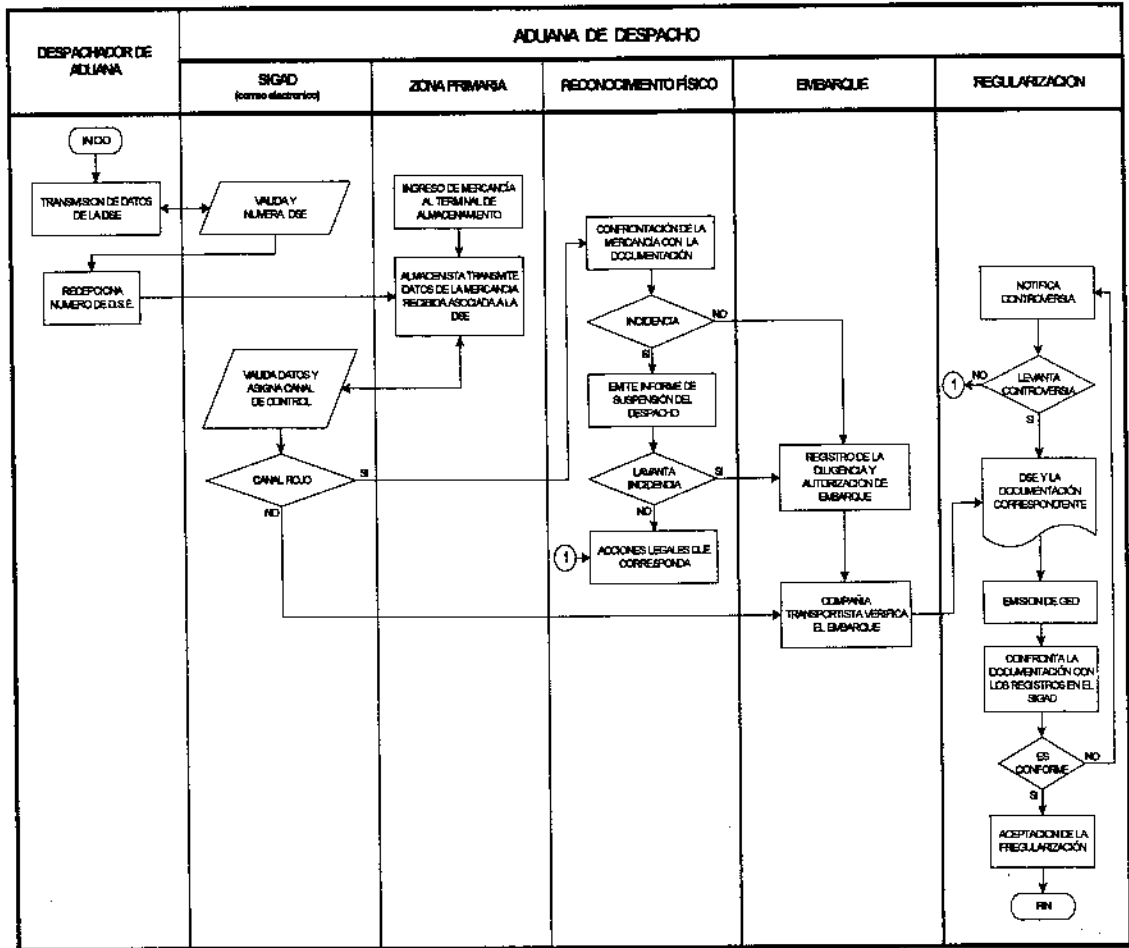 DESPACHADOR DE
ADUANA
ADUANA DE DESPACHO
SIGAD
(correo electronico)
ZONA PRIMARIA
RECONOCIMIENTO FÍSICO
EMBARQUE
REGULARIZACION
INICIO
TRANSMISION DE DATOS
DE LA DSE
VALIDA Y
NUMERA DSE
RECEPCIONA
NUMERO DE D.S.E.
INGRESO DE MERCANCÍA
AL TERMINAL DE
ALMACENAMIENTO
ALMACENISTA TRANSMITE
DATOS DE LA MERCANCIA
RECIBIDA ASOCIADA A LA
DSE
VALIDA DATOS Y
ASIGNA CANAL
DE CONTROL
CANAL ROJO
SI
NO
CONFRONTACIÓN DE LA
MERCANCÍA CON LA
DOCUMENTACIÓN
INCIDENCIA
NO
SI
EMITE INFORME DE
SUSPENSIÓN DEL
DESPACHO
LAVANTA
INCIDENCIA
SI
NO
1
ACCIONES LEGALES QUE
CORRESPONDA
REGISTRO DE LA
DILIGENCIA Y
AUTORIZACIÓN DE
EMBARQUE
COMPAÑIA
TRANSPORTISTA VERIFICA
EL EMBARQUE
NOTIFICA
CONTROVERSIA
1
NO
LEVANTA
CONTROVERSIA
SI
DSE Y LA
DOCUMENTACIÓN
CORRESPONDIENTE
EMISION DE GED
CONFRONTA LA
DOCUMENTACIÓN CON
LOS REGISTROS EN EL
SIGAD
ES
CONFORME
NO
SI
ACEPTACION DE LA
RREGULARIZACIÓN
FIN